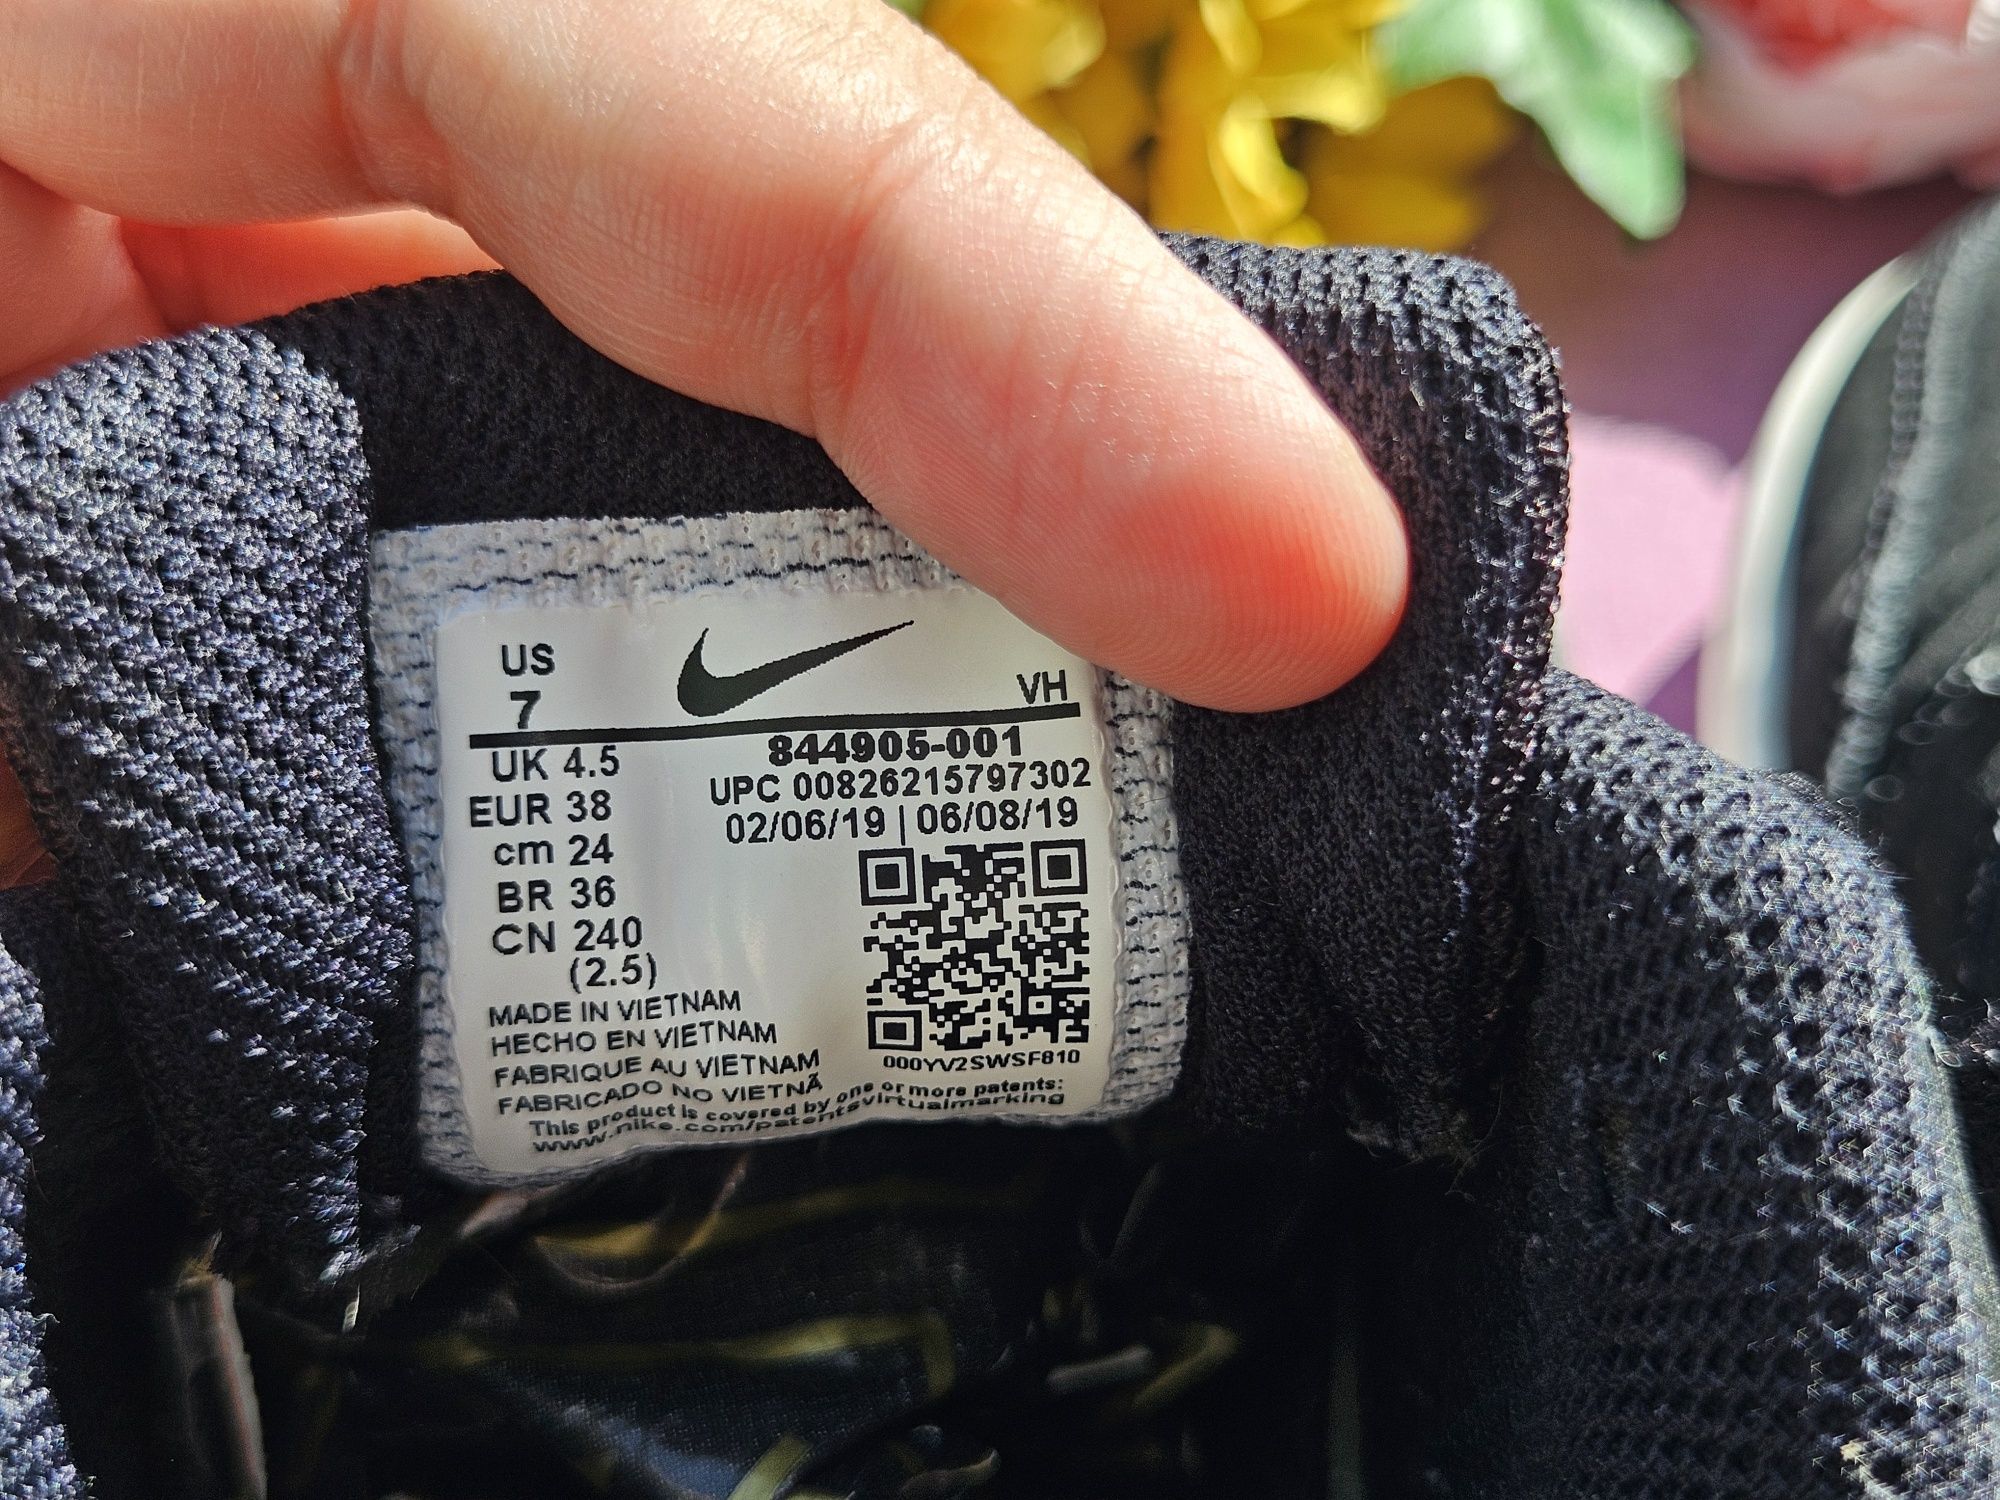 US
7
VH
UK 4.5
EUR 38
cm 24
BR 36
CN 240
(2.5)
844905-001
UPC 00826215797302
02/06/19 | 06/08/19
000YV2SWSF810
MADE IN VIETNAM
HECHO EN VIETNAM
FABRIQUE AU VIETNAM
FABRICADO NO VIETNÃ
This product is covered by one or more patents:
www.nike.com/patentsvirtualmarking